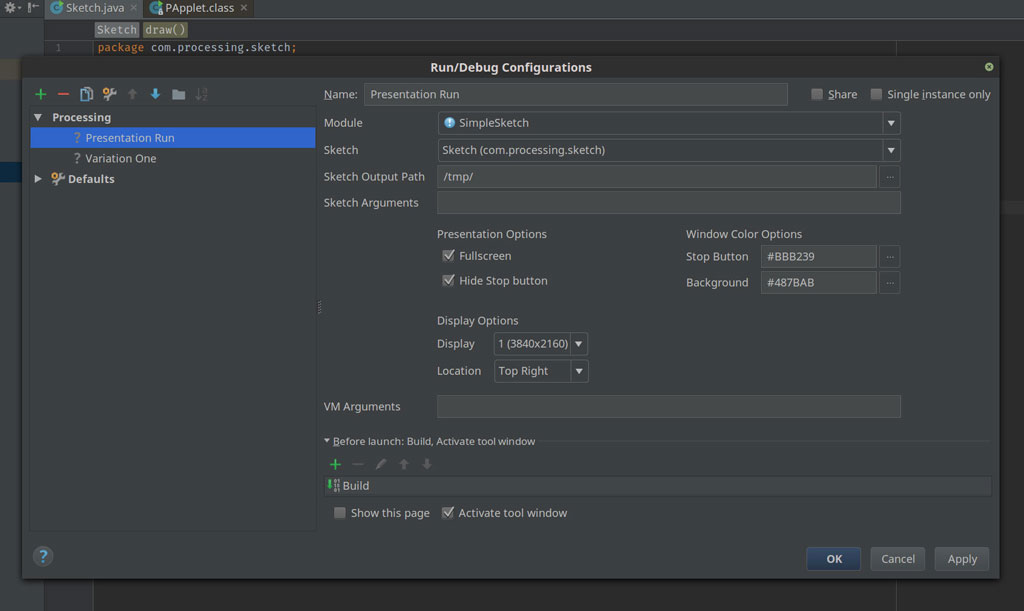 Sketch.java PApplet.class
Sketch draw()
1 package com.processing.sketch;
Run/Debug Configurations
Name: Presentation Run Share Single instance only
Processing
Presentation Run
Variation One
Defaults
Module SimpleSketch
Sketch Sketch (com.processing.sketch)
Sketch Output Path /tmp/ ...
Sketch Arguments
Presentation Options
Fullscreen
Hide Stop button
Window Color Options
Stop Button #BBB239 ...
Background #487BAB ...
Display Options
Display 1 (3840x2160)
Location Top Right
VM Arguments
Before launch: Build, Activate tool window
Build
Show this page Activate tool window
? OK Cancel Apply